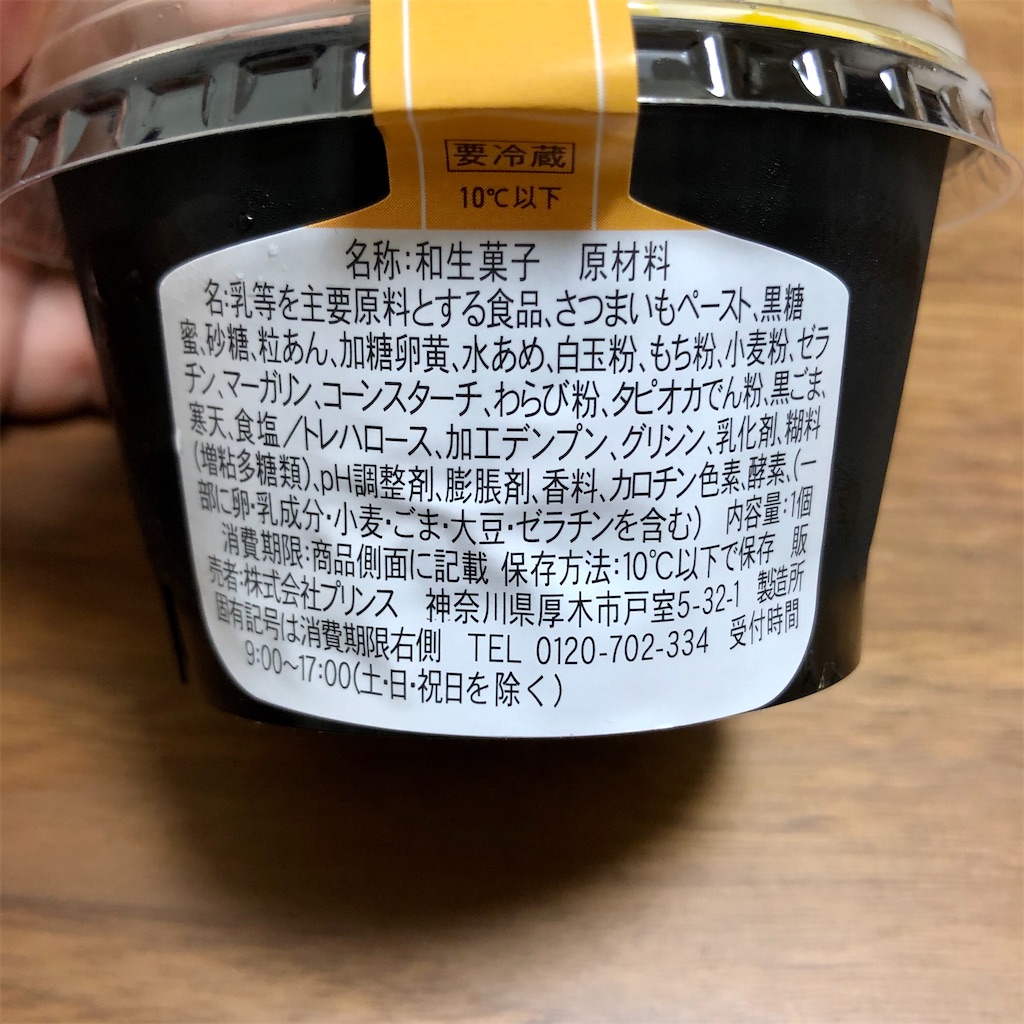 要冷蔵
10℃以下
名称:和生菓子 原材料
名:乳等を主要原料とする食品、さつまいもペースト、黒糖
蜜、砂糖、粒あん、加糖卵黄、水あめ、白玉粉、もち粉、小麦粉、ゼラ
チン、マーガリン、コーンスターチ、わらび粉、タピオカでん粉、黒ごま、
寒天、食塩/トレハロース、加工デンプン、グリシン、乳化剤、糊料
(増粘多糖類)、pH調整剤、膨脹剤、香料、カロチン色素、酵素、(一
部に卵・乳成分・小麦・ごま・大豆・ゼラチンを含む) 内容量:1個
消費期限:商品側面に記載 保存方法:10℃以下で保存 販
売者:株式会社プリンス 神奈川県厚木市戸室5-32-1 製造所
固有記号は消費期限右側 TEL 0120-702-334 受付時間
9:00~17:00(土・日・祝日を除く)